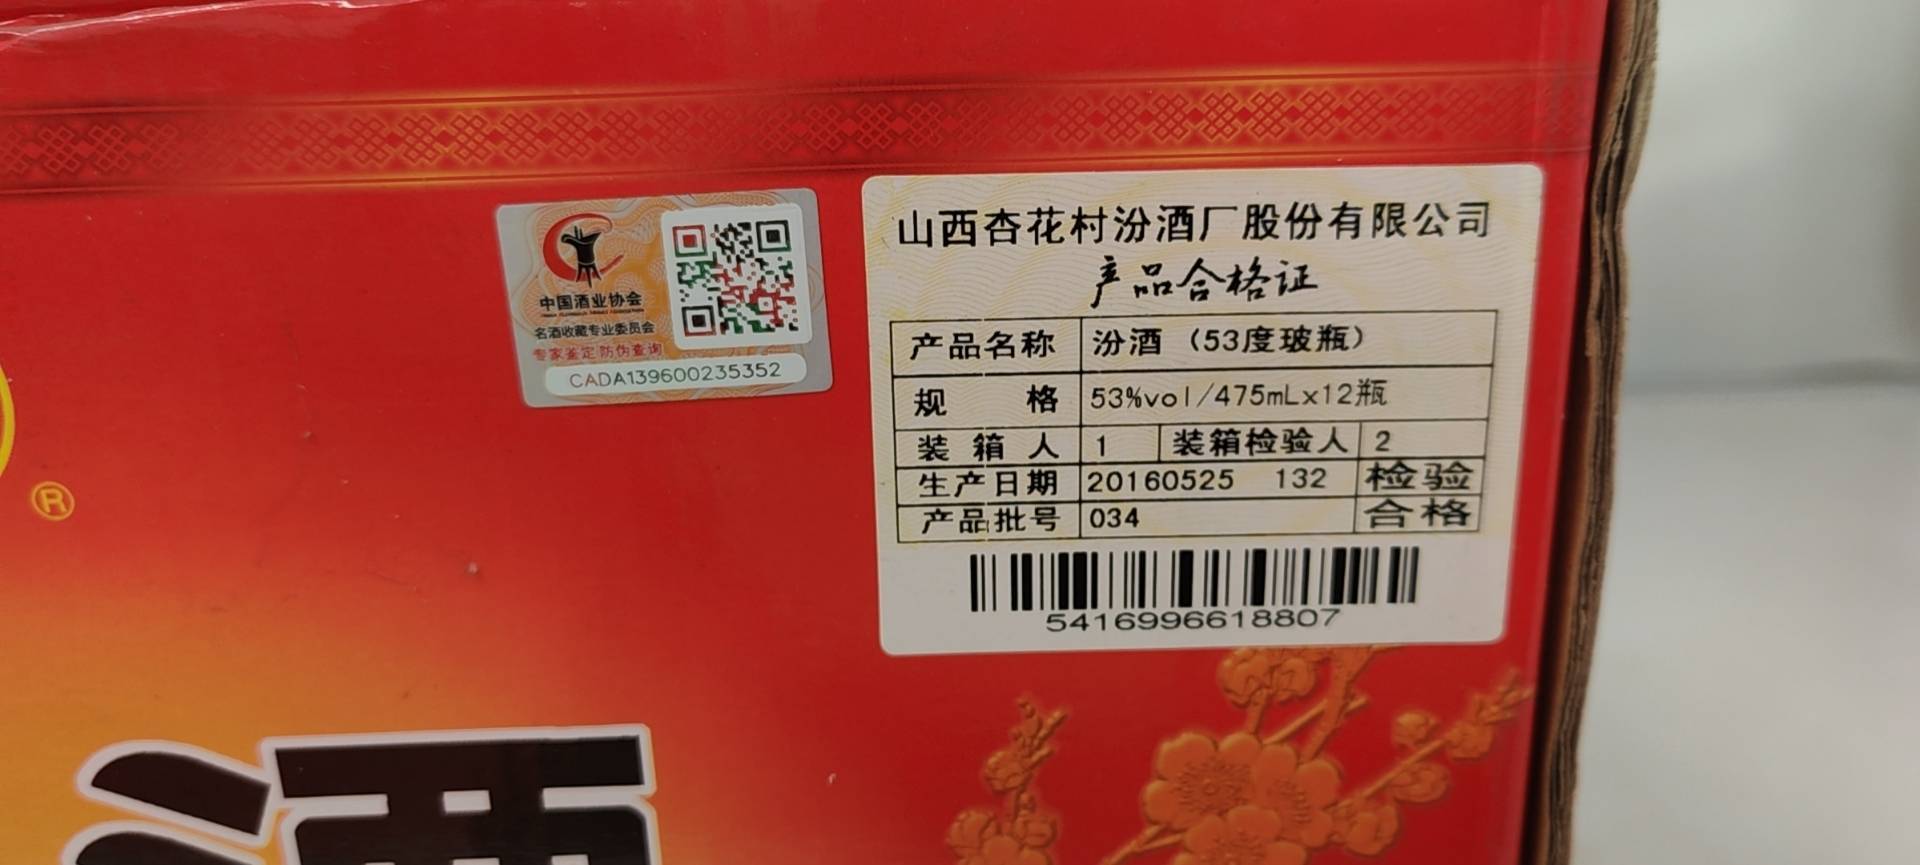 中国酒业协会
名酒收藏专业委员会
专家鉴定 防伪查询
CADA139600235352
山西杏花村汾酒厂股份有限公司
产品合格证
产品名称 汾酒（53度玻瓶）
规格 53%vol/475mLx12瓶
装箱人 1 装箱检验人 2
生产日期 20160525 132 检验
产品批号 034 合格
5416996618807
®
酒